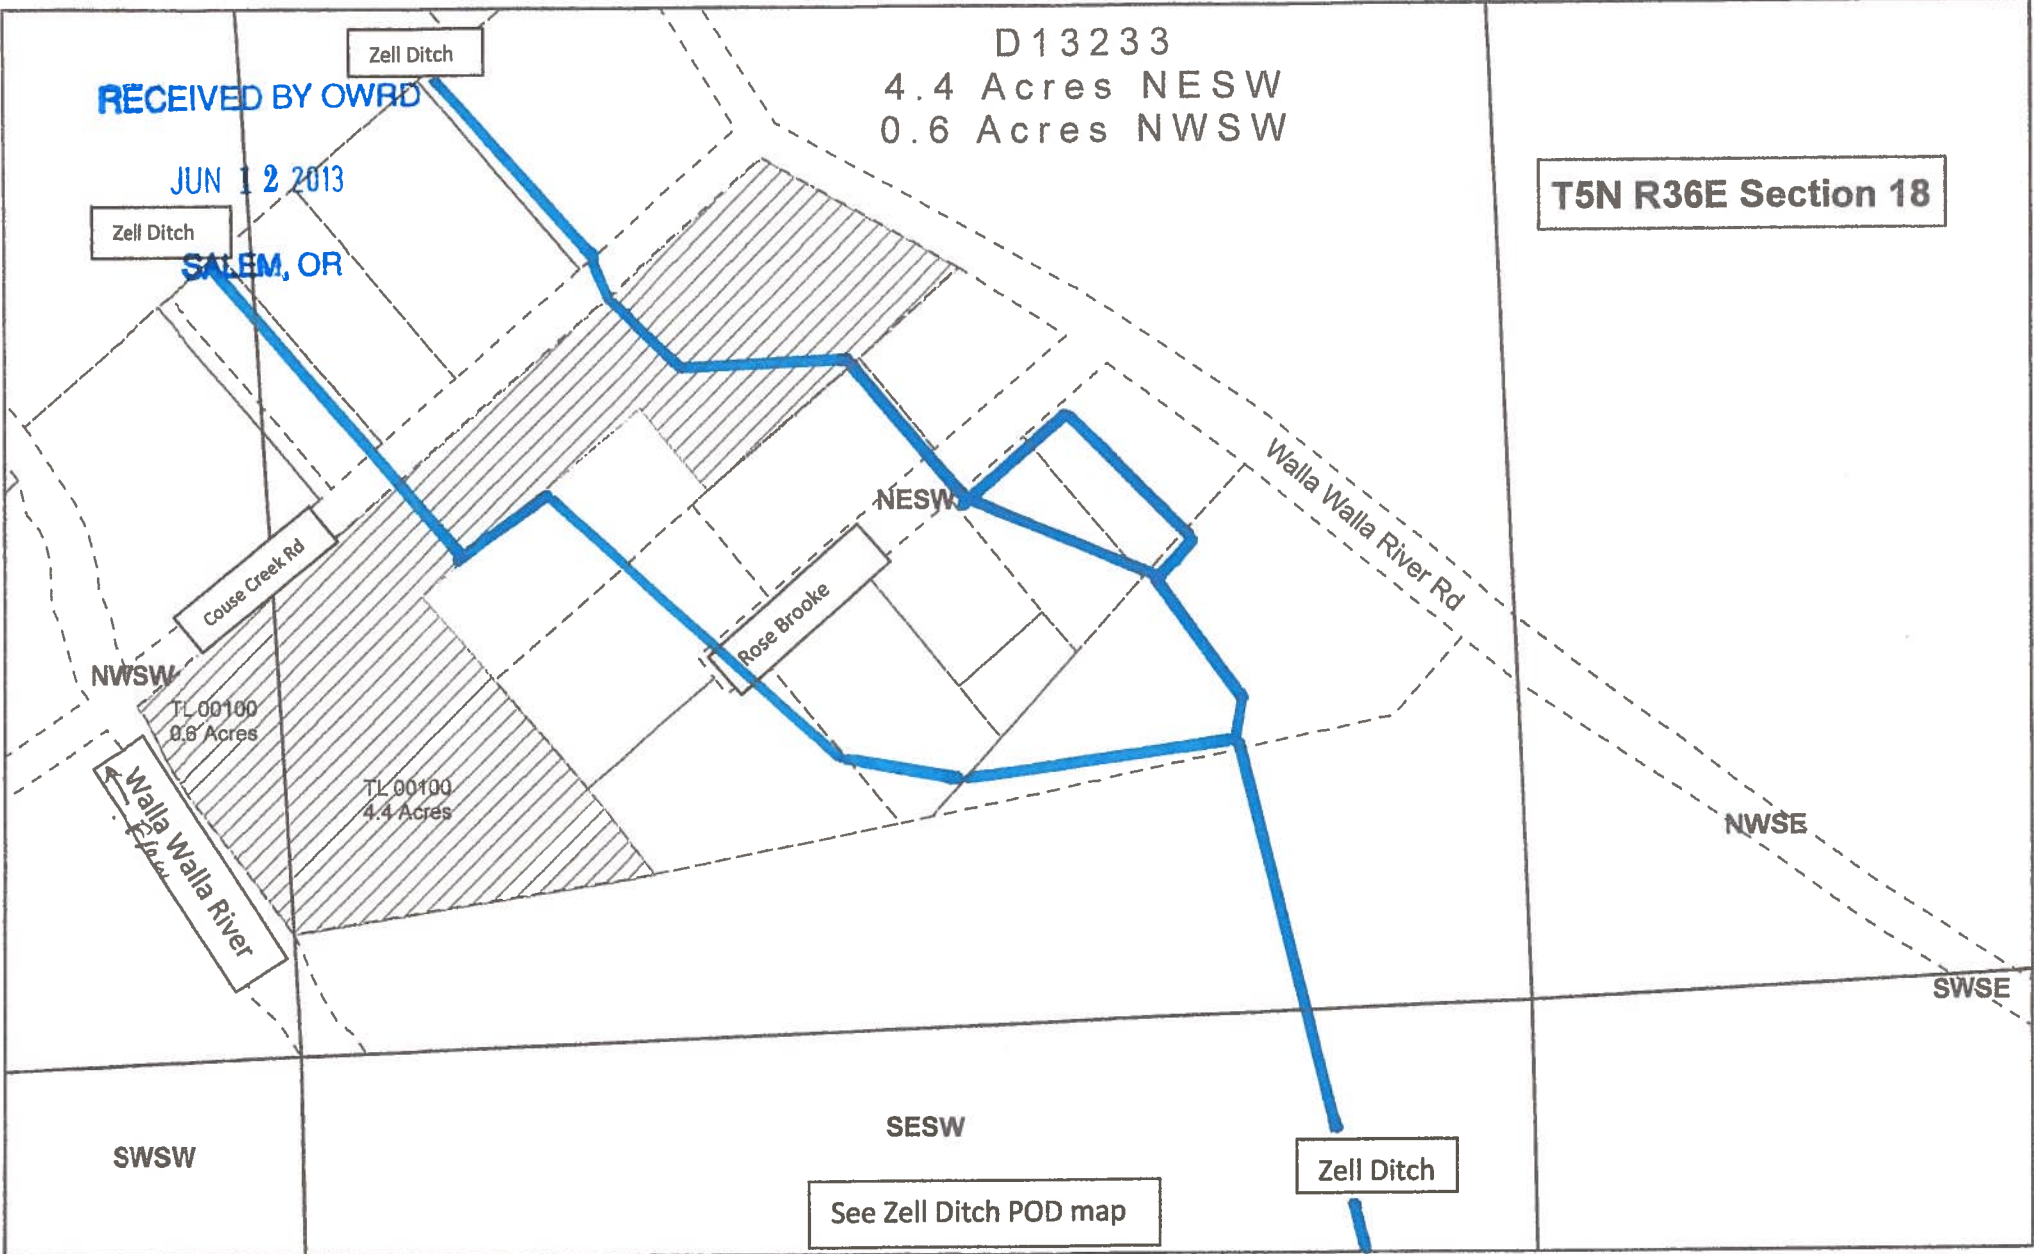 Zell Ditch
D13233
4.4 Acres NESW
0.6 Acres NWSW
RECEIVED BY OWRD
JUN 12 2013
SALEM, OR
Zell Ditch
T5N R36E Section 18
Walla Walla River Rd
NESW
Couse Creek Rd
Rose Brooke
NWSW
TL 00100
0.6 Acres
TL 00100
4.4 Acres
Walla Walla River
Flow
NWSE
SWSE
SESW
SWSW
Zell Ditch
See Zell Ditch POD map